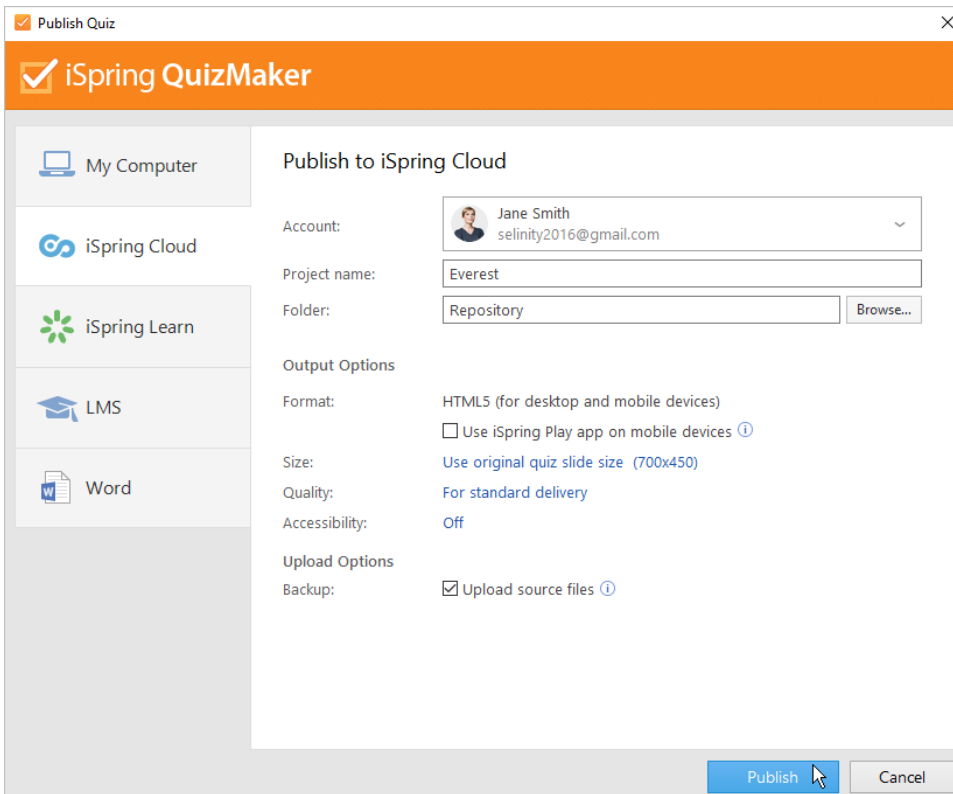 Publish Quiz
iSpring QuizMaker
My Computer
iSpring Cloud
iSpring Learn
LMS
Word
Publish to iSpring Cloud
Account:
Jane Smith
selinity2016@gmail.com
Project name:
Everest
Folder:
Repository
Browse...
Output Options
Format:
HTML5 (for desktop and mobile devices)
Use iSpring Play app on mobile devices
Size:
Use original quiz slide size (700x450)
Quality:
For standard delivery
Accessibility:
Off
Upload Options
Backup:
Upload source files
Publish
Cancel